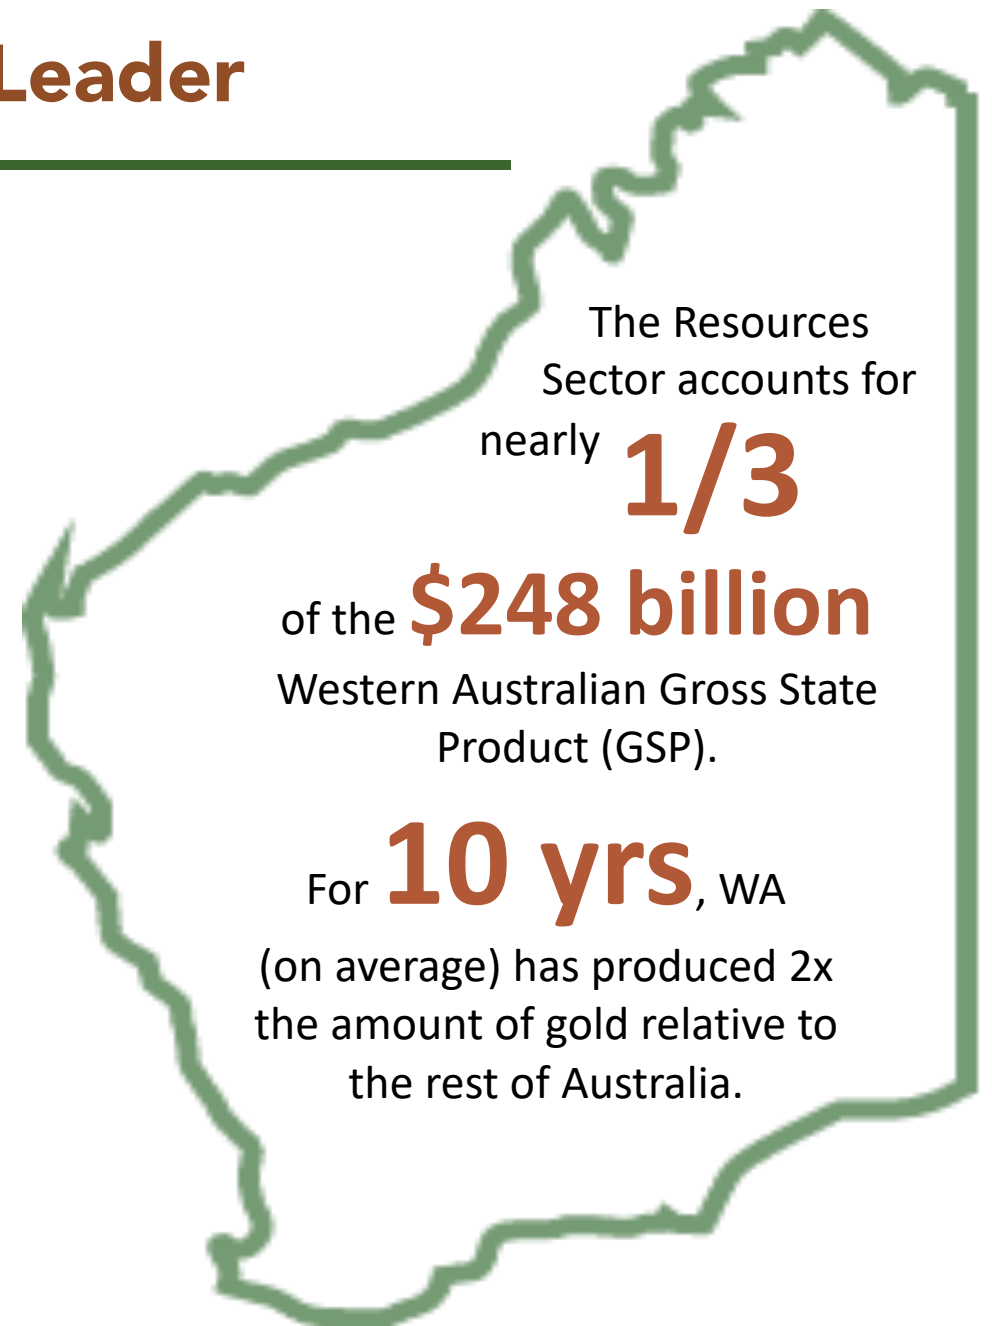 Leader
The Resources
Sector accounts for
nearly 1/3
of the $248 billion
Western Australian Gross State
Product (GSP).
For 10 yrs, WA
(on average) has produced 2x
the amount of gold relative to
the rest of Australia.